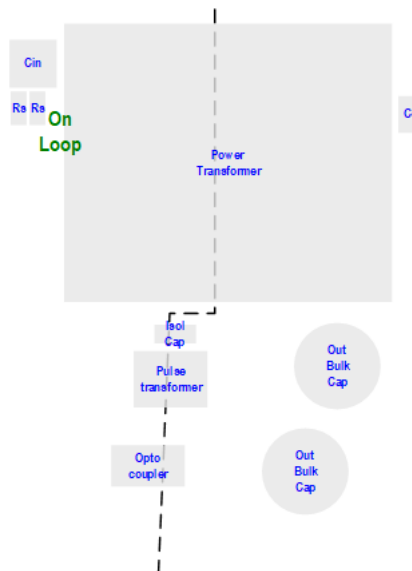 Cin
Rs Rs
On
Loop
C
Power
Transformer
Isol
Cap
Pulse
transformer
Out
Bulk
Cap
Opto
coupler
Out
Bulk
Cap